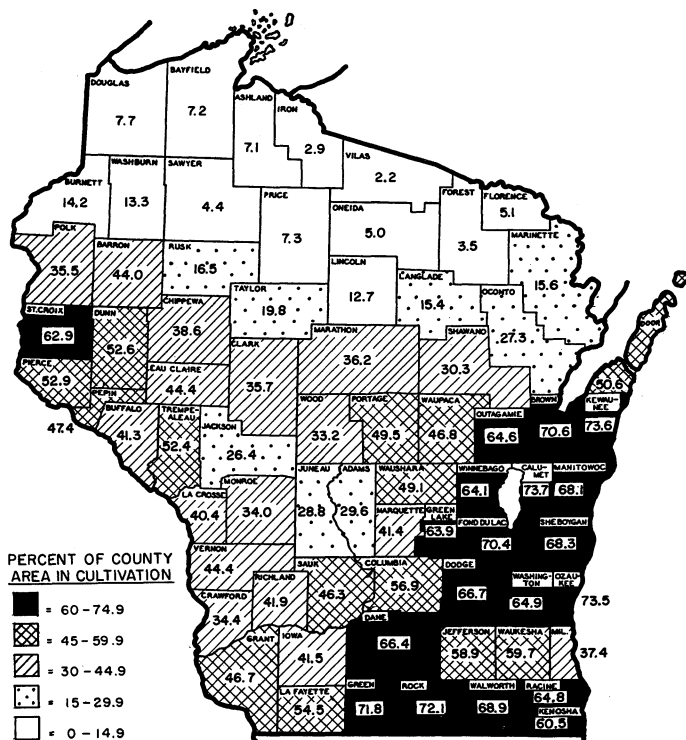 BAYFIELD
DOUGLAS
7.2
7.7
ASHLAND
IRON
7.1
2.9
VILAS
2.2
WASHBURN
SAWYER
BURNETT
14.2
13.3
4.4
PRICE
7.3
ONEIDA
5.0
FOREST
3.5
FLORENCE
5.1
MARINETTE
15.6
POLK
35.5
BARRON
44.0
RUSK
16.5
LINCOLN
12.7
LANGLADE
15.4
OCONTO
27.3
TAYLOR
19.8
CHIPPEWA
38.6
ST.CROIX
62.9
DUNN
52.6
DOOR
50.6
CLARK
35.7
MARATHON
36.2
SHAWANO
30.3
PIERCE
52.9
EAU CLAIRE
44.4
PEPIN
47.4
BUFFALO
41.3
TREMPE-
ALEAU
52.4
JACKSON
26.4
WOOD
33.2
PORTAGE
49.5
WAUPACA
46.8
OUTAGAMIE
64.6
BROWN
70.6
KEWAU-
NEE
73.6
JUNEAU
28.8
ADAMS
29.6
WAUSHARA
49.1
WINNEBAGO
64.1
CALU-
MET
73.7
MANITOWOC
68.1
LA CROSSE
40.4
MONROE
34.0
MARQUETTE
41.4
GREEN
LAKE
63.9
FOND DU LAC
70.4
SHEBOYGAN
68.3
VERNON
44.4
SAUK
46.3
COLUMBIA
56.9
DODGE
66.7
WASHING-
TON
64.9
OZAU-
KEE
73.5
RICHLAND
41.9
CRAWFORD
34.4
DANE
66.4
GRANT
46.7
IOWA
41.5
JEFFERSON
58.9
WAUKESHA
59.7
MIL.
37.4
LA FAYETTE
54.5
GREEN
71.8
ROCK
72.1
WALWORTH
68.9
RACINE
64.8
KENOSHA
60.5
PERCENT OF COUNTY
AREA IN CULTIVATION
= 60-74.9
= 45-59.9
= 30-44.9
= 15-29.9
= 0-14.9